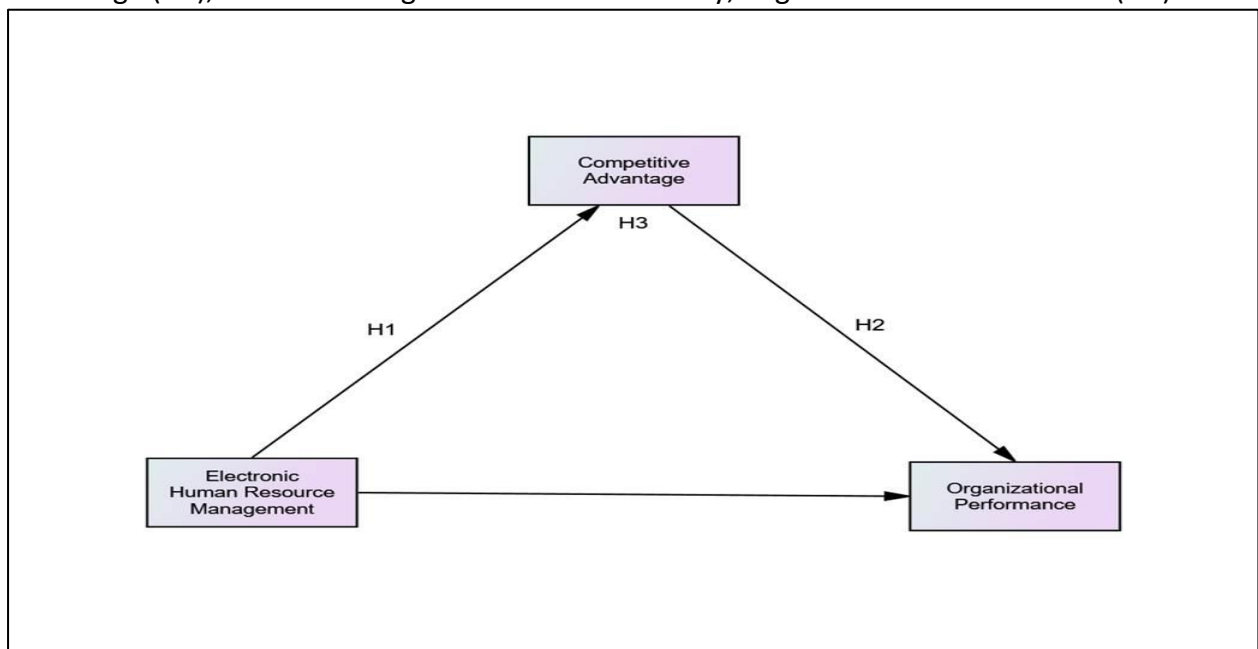 Competitive
Advantage
H3
H1
H2
Electronic
Human Resource
Management
Organizational
Performance